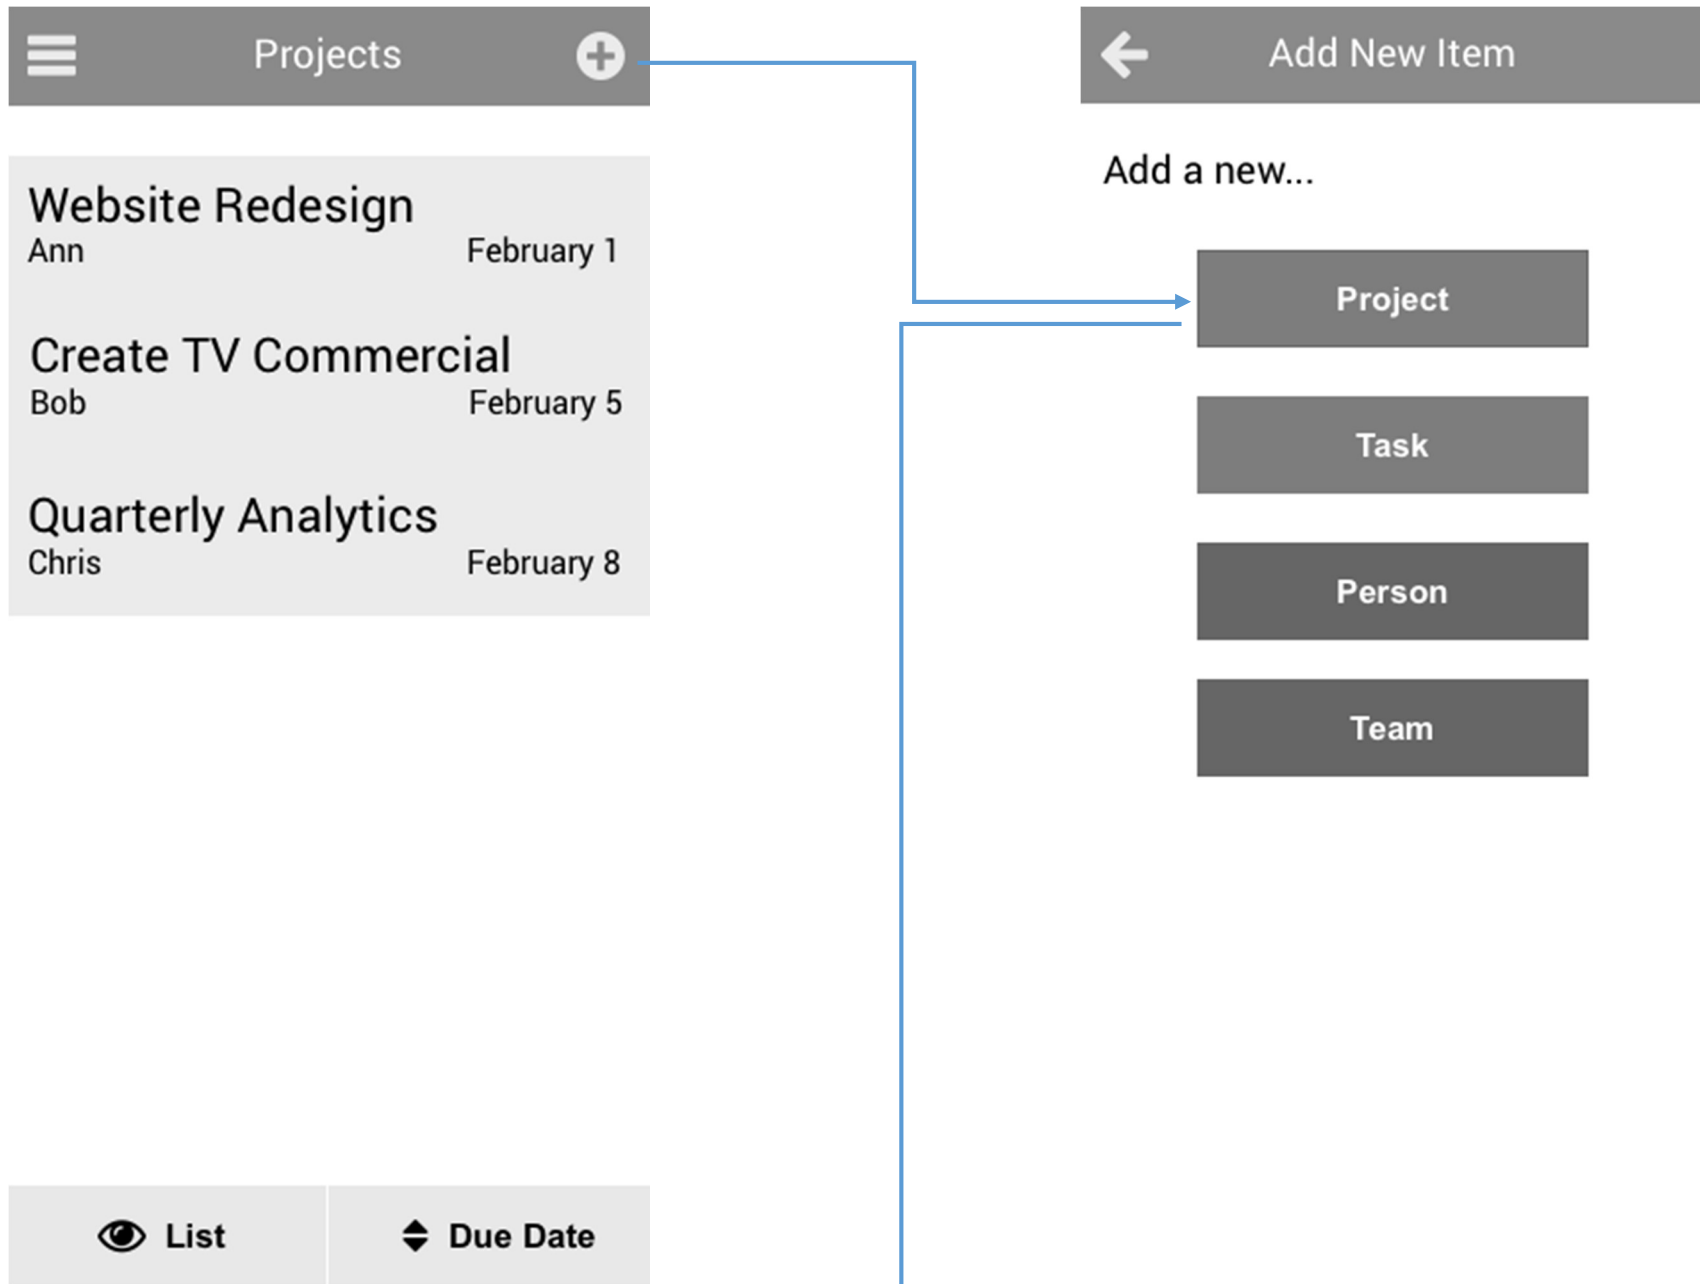 Projects
Website Redesign
Ann February 1
Create TV Commercial
Bob February 5
Quarterly Analytics
Chris February 8
List Due Date
Add New Item
Add a new...
Project
Task
Person
Team